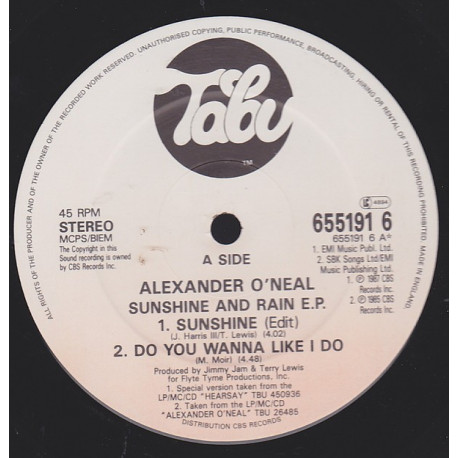 ALL RIGHTS OF THE PRODUCER AND OF THE OWNER OF THE RECORDED WORK RESERVED. UNAUTHORISED COPYING, PUBLIC PERFORMANCE, BROADCASTING, HIRING OR RENTAL OF THIS RECORDING PROHIBITED. MADE IN ENGLAND.
Tabu
TM
45 RPM
STEREO
MCPS/BIEM
The Copyright in this
Sound recording is owned
by CBS Records Inc.
A SIDE
655191 6
655191 6 A°
1. EMI Music Publ. Ltd.
2. SBK Songs Ltd/EMI
Music Publishing Ltd.
1. ℗ 1987 CBS
Records Inc.
2. ℗ 1985 CBS
Records Inc.
ALEXANDER O'NEAL
SUNSHINE AND RAIN E.P.
1. SUNSHINE (Edit)
(J. Harris III/T. Lewis) (4.02)
2. DO YOU WANNA LIKE I DO
(M. Moir) (4.48)
Produced by Jimmy Jam & Terry Lewis
for Flyte Tyme Productions, Inc.
1. Special version taken from the
LP/MC/CD "HEARSAY" TBU 450936
2. Taken from the
LP/MC/CD
"ALEXANDER O'NEAL" TBU 26485
DISTRIBUTION CBS RECORDS